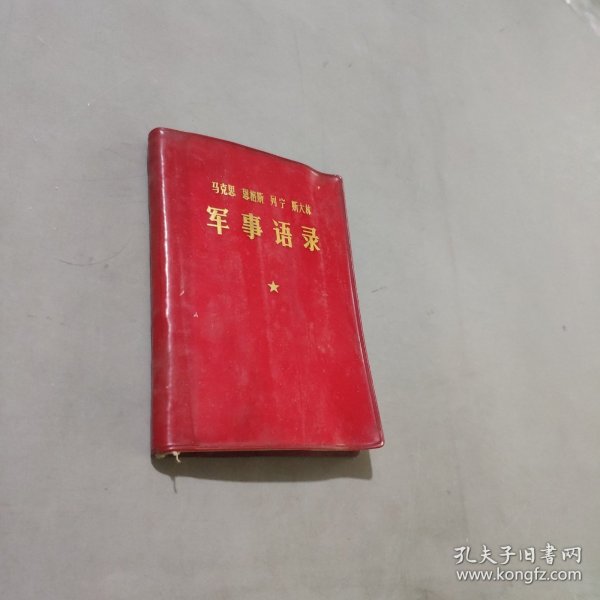 马克思 恩格斯 列宁 斯大林
军事语录
孔夫子旧书网
www.kongfz.com